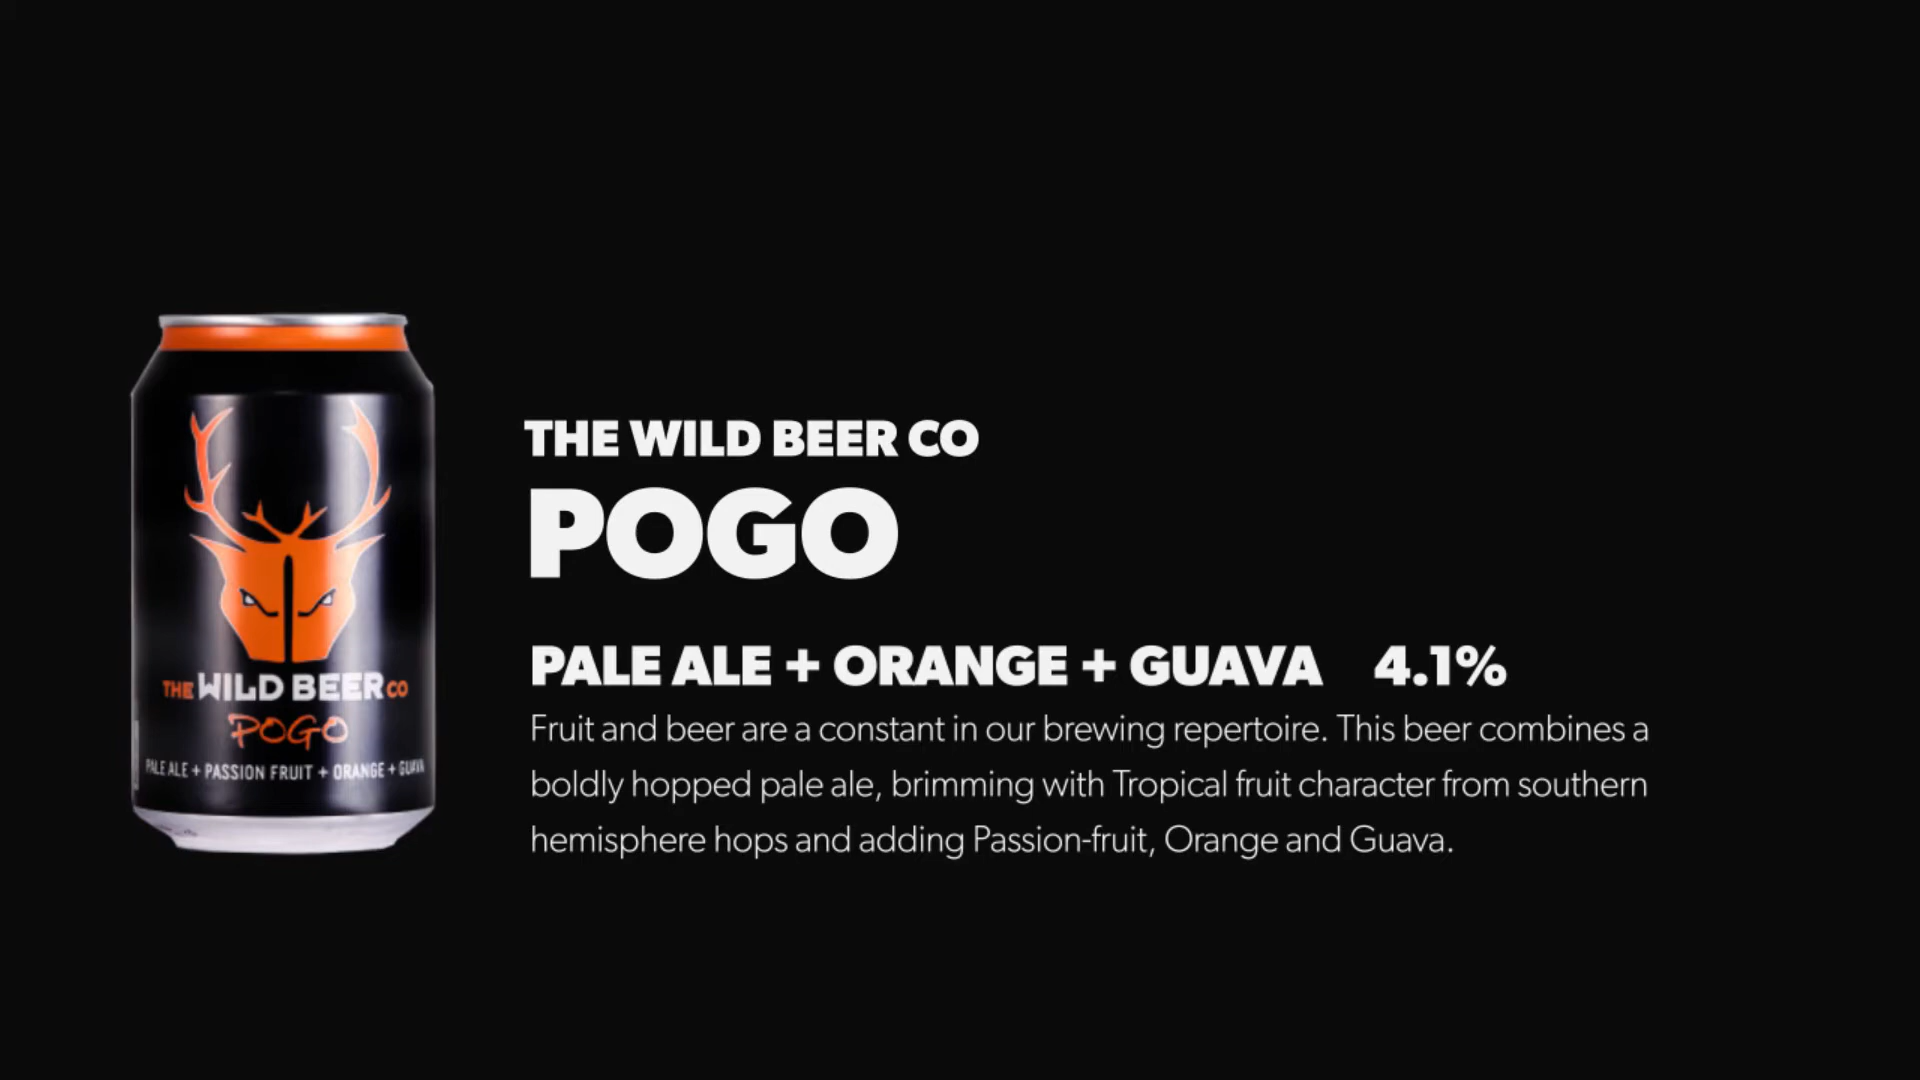 THE WILD BEER CO
POGO
PALE ALE + PASSION FRUIT + ORANGE + GUAVA
THE WILD BEER CO
POGO
PALE ALE + ORANGE + GUAVA 4.1%
Fruit and beer are a constant in our brewing repertoire. This beer combines a
boldly hopped pale ale, brimming with Tropical fruit character from southern
hemisphere hops and adding Passion-fruit, Orange and Guava.